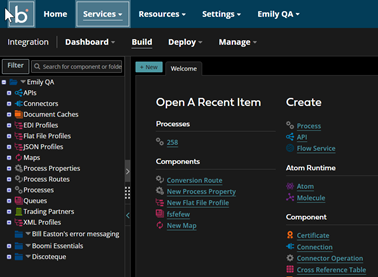 b Home Services Resources Settings Emily QA
Integration Dashboard Build Deploy Manage
Filter Search for component or folde
+ New Welcome
Emily QA
APIs
Connectors
Document Caches
EDI Profiles
Flat File Profiles
JSON Profiles
Maps
Process Properties
Process Routes
Processes
Queues
Trading Partners
XML Profiles
Bill Easton's error messaging
Boomi Essentials
Discoteque
Open A Recent Item
Processes
258
Components
Conversion Route
New Process Property
New Flat File Profile
fsfefew
New Map
Create
Process
API
Flow Service
Atom Runtime
Atom
Molecule
Component
Certificate
Connection
Connector Operation
Cross Reference Table